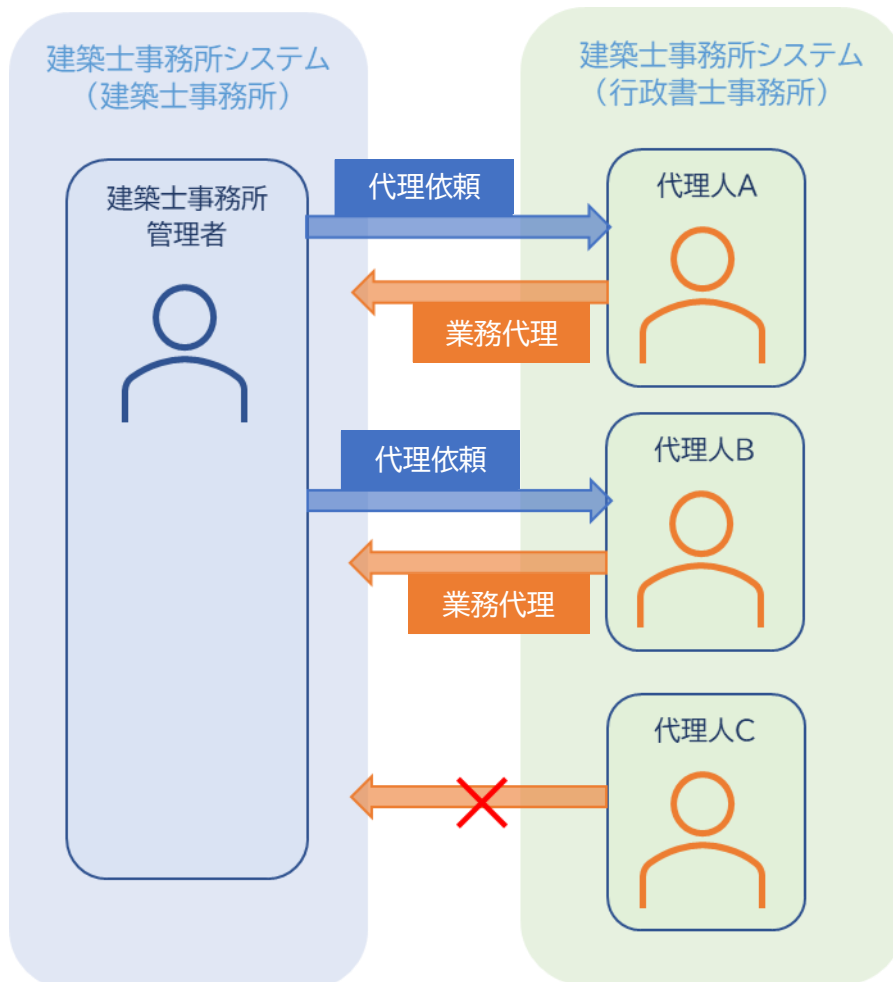 建築士事務所システム
（建築士事務所）
建築士事務所システム
（行政書士事務所）
建築士事務所
管理者
代理依頼
代理人A
業務代理
代理依頼
代理人B
業務代理
代理人C